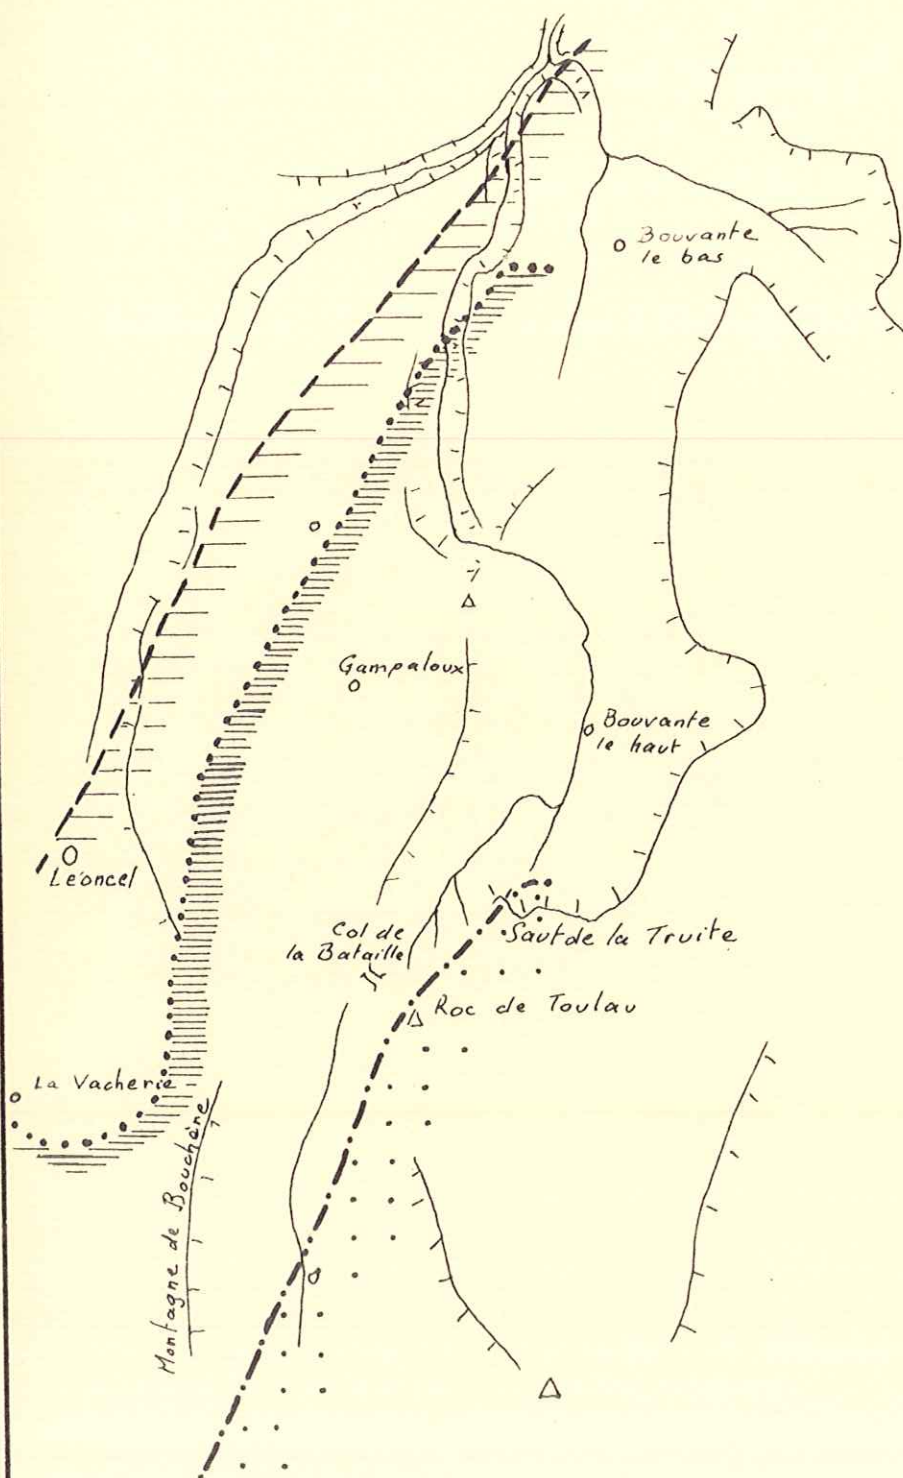 Bouvante
le bas
Gampaloux
Bouvante
le haut
Léoncel
Col de
la Bataille
Saut de la Truite
Roc de Toulau
La Vacherie
Montagne de Bouchène